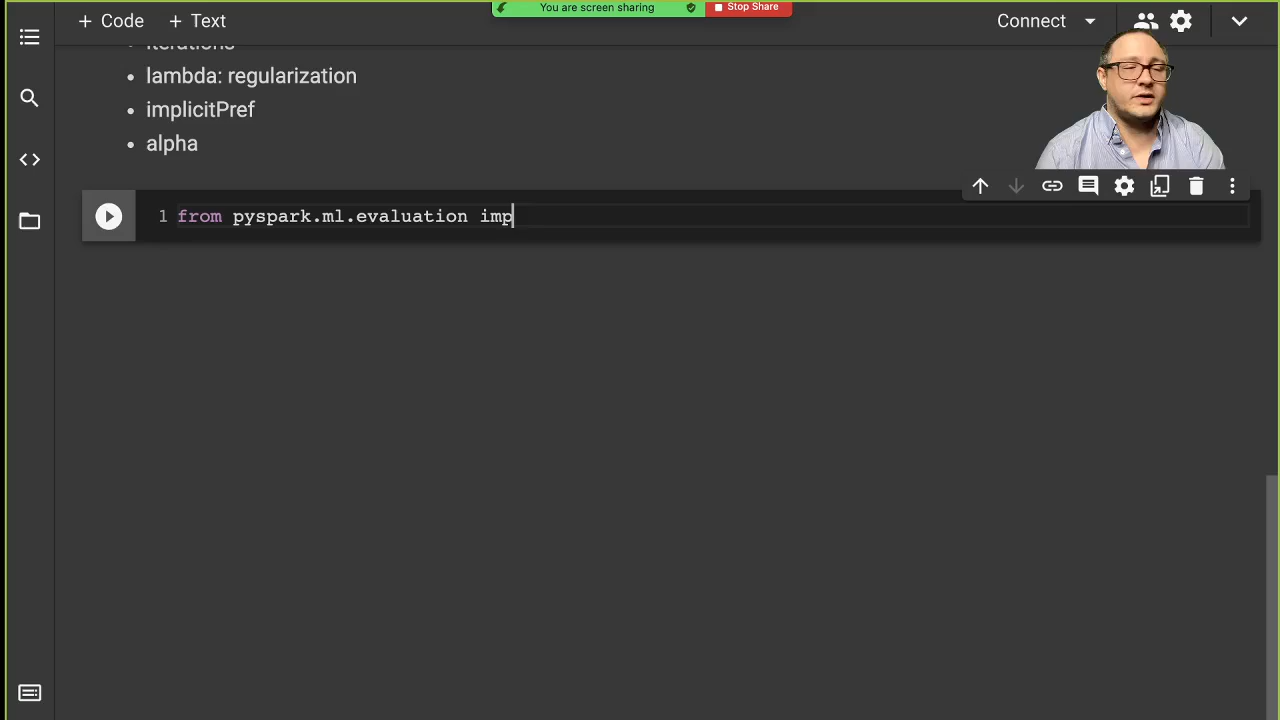 You are screen sharing Stop Share
+ Code + Text Connect
iterations
• lambda: regularization
• implicitPref
• alpha
1 from pyspark.ml.evaluation imp